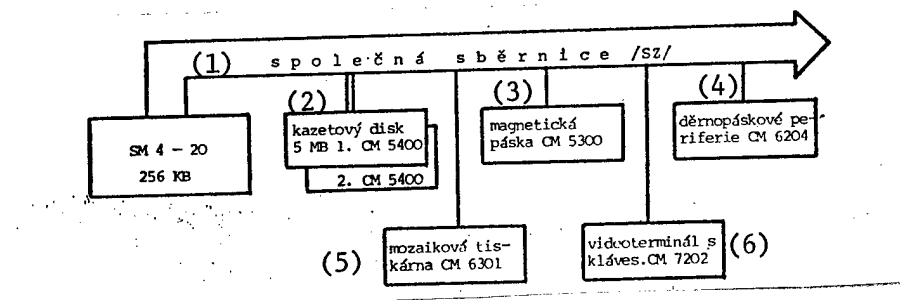 (1) společná sběrnice /SZ/
(2)
(3)
(4)
SM 4 - 20
256 KB
kazetový disk
5 MB 1. CM 5400
2. CM 5400
magnetická
páska CM 5300
děrnopáskové pe-
riferie CM 6204
(5)
mozaiková tis-
kárna CM 6301
videoterminál s
kláves.CM 7202
(6)